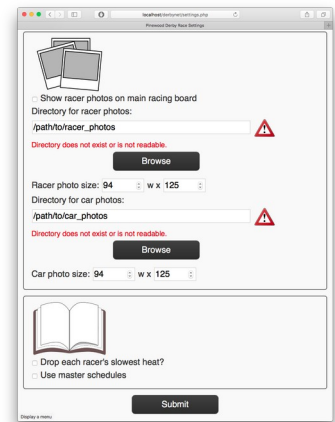 localhost/derbynet/settings.php
Pinewood Derby Race Settings
Show racer photos on main racing board
Directory for racer photos:
/path/to/racer_photos
Directory does not exist or is not readable.
Browse
Racer photo size: 94 w x 125
Directory for car photos:
/path/to/car_photos
Directory does not exist or is not readable.
Browse
Car photo size: 94 w x 125
Drop each racer's slowest heat?
Use master schedules
Submit
Display a menu